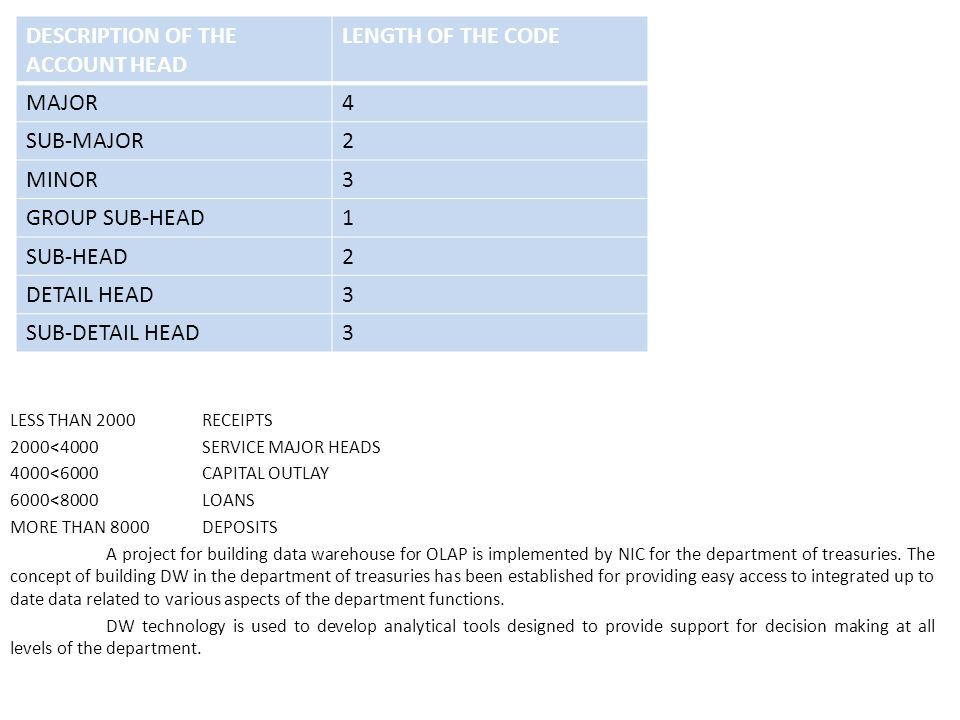 DESCRIPTION OF THE LENGTH OF THE CODE
ACCOUNT HEAD
MAJOR 4
SUB-MAJOR 2
MINOR 3
GROUP SUB-HEAD 1
SUB-HEAD 2
DETAIL HEAD 3
SUB-DETAIL HEAD 3
LESS THAN 2000 RECEIPTS
2000<4000 SERVICE MAJOR HEADS
4000<6000 CAPITAL OUTLAY
6000<8000 LOANS
MORE THAN 8000 DEPOSITS
A project for building data warehouse for OLAP is implemented by NIC for the department of treasuries. The
concept of building DW in the department of treasuries has been established for providing easy access to integrated up to
date data related to various aspects of the department functions.
DW technology is used to develop analytical tools designed to provide support for decision making at all
levels of the department.